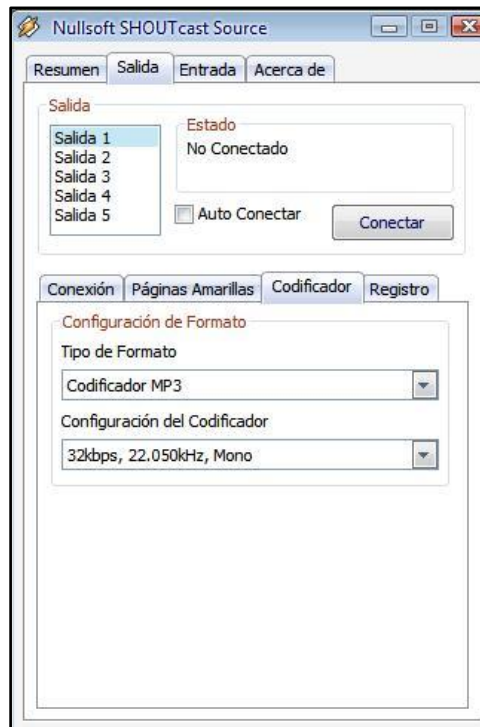 Nullsoft SHOUTcast Source
Resumen Salida Entrada Acerca de
Salida
Salida 1
Salida 2
Salida 3
Salida 4
Salida 5
Estado
No Conectado
Auto Conectar Conectar
Conexión Páginas Amarillas Codificador Registro
Configuración de Formato
Tipo de Formato
Codificador MP3
Configuración del Codificador
32kbps, 22.050kHz, Mono